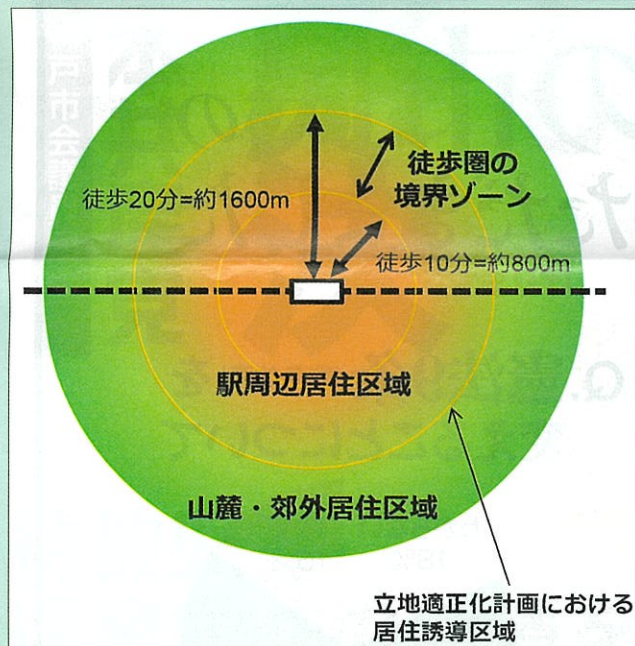 徒歩圏の
境界ゾーン
徒歩20分=約1600m
徒歩10分=約800m
駅周辺居住区域
山麓・郊外居住区域
立地適正化計画における
居住誘導区域